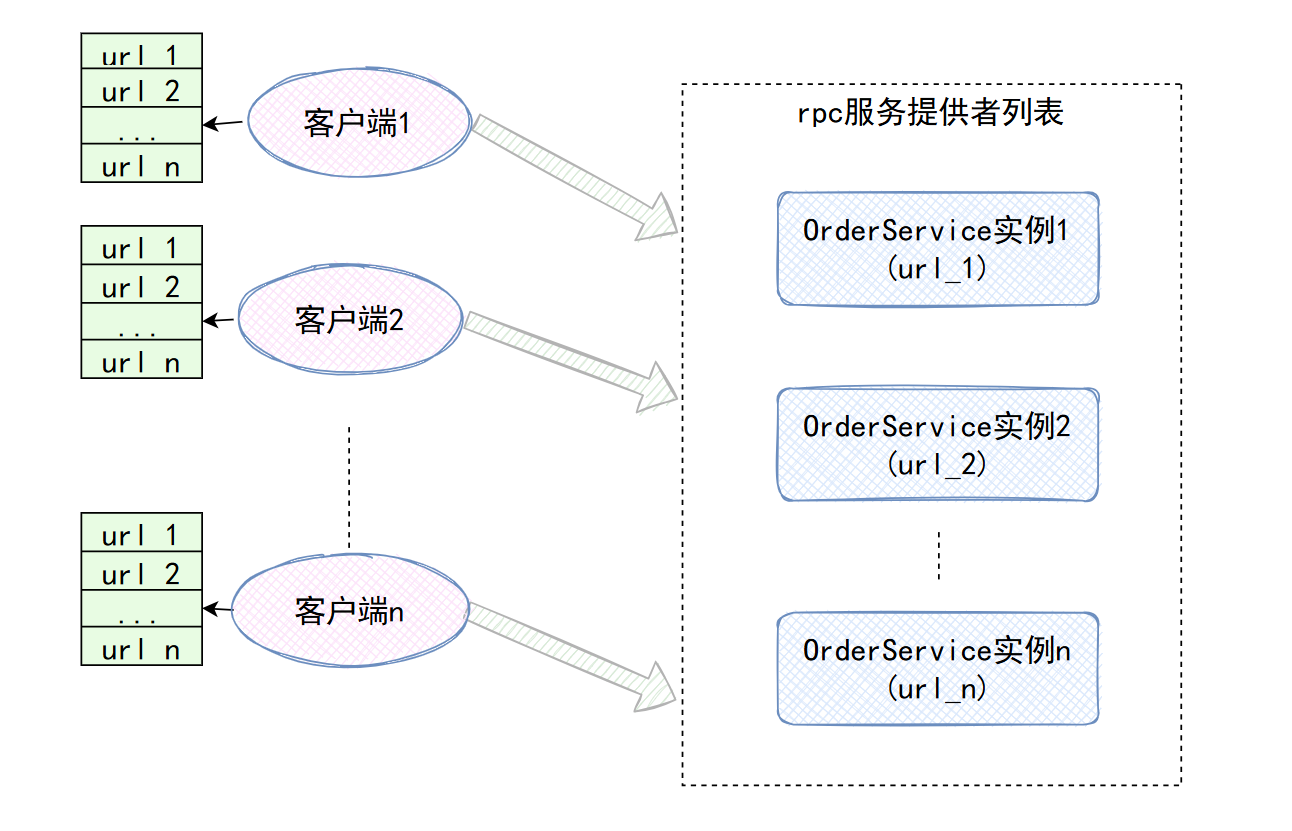 url 1
url 2
...
url n
客户端1
rpc服务提供者列表
OrderService实例1
(url_1)
url 1
url 2
...
url n
客户端2
OrderService实例2
(url_2)
url 1
url 2
...
url n
客户端n
OrderService实例n
(url_n)